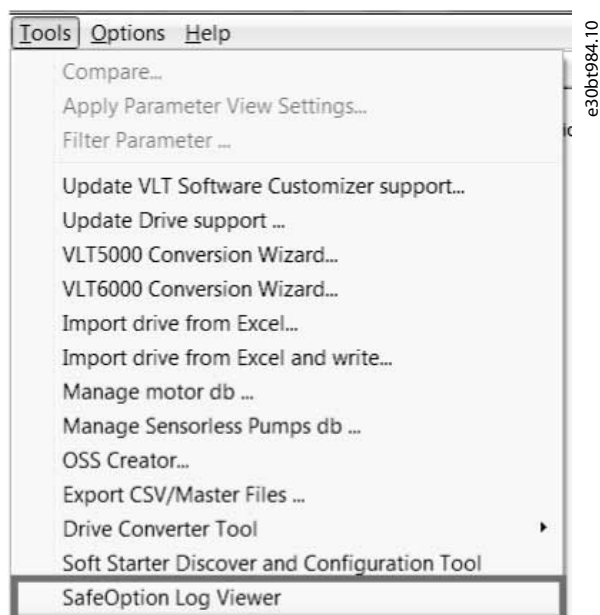 Tools Options Help
Compare...
Apply Parameter View Settings...
Filter Parameter ...
Update VLT Software Customizer support...
Update Drive support ...
VLT5000 Conversion Wizard...
VLT6000 Conversion Wizard...
Import drive from Excel...
Import drive from Excel and write...
Manage motor db ...
Manage Sensorless Pumps db ...
OSS Creator...
Export CSV/Master Files ...
Drive Converter Tool
Soft Starter Discover and Configuration Tool
SafeOption Log Viewer
e30bt984.10